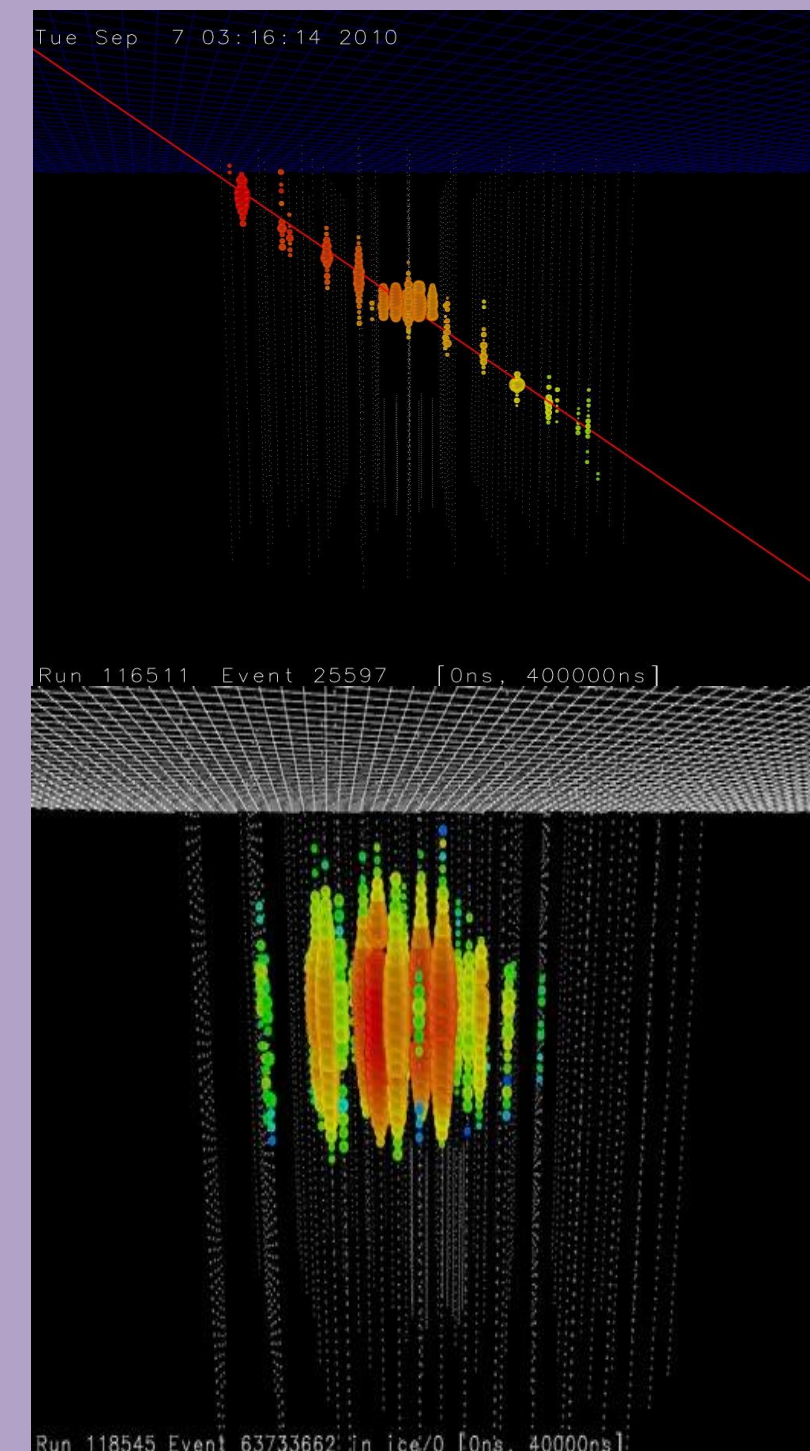 Tue Sep 7 03:16:14 2010
Run 116511 Event 25597 [0ns, 400000ns]
Run 118545 Event 63733662 in ice/0 [0ns, 40000ns]